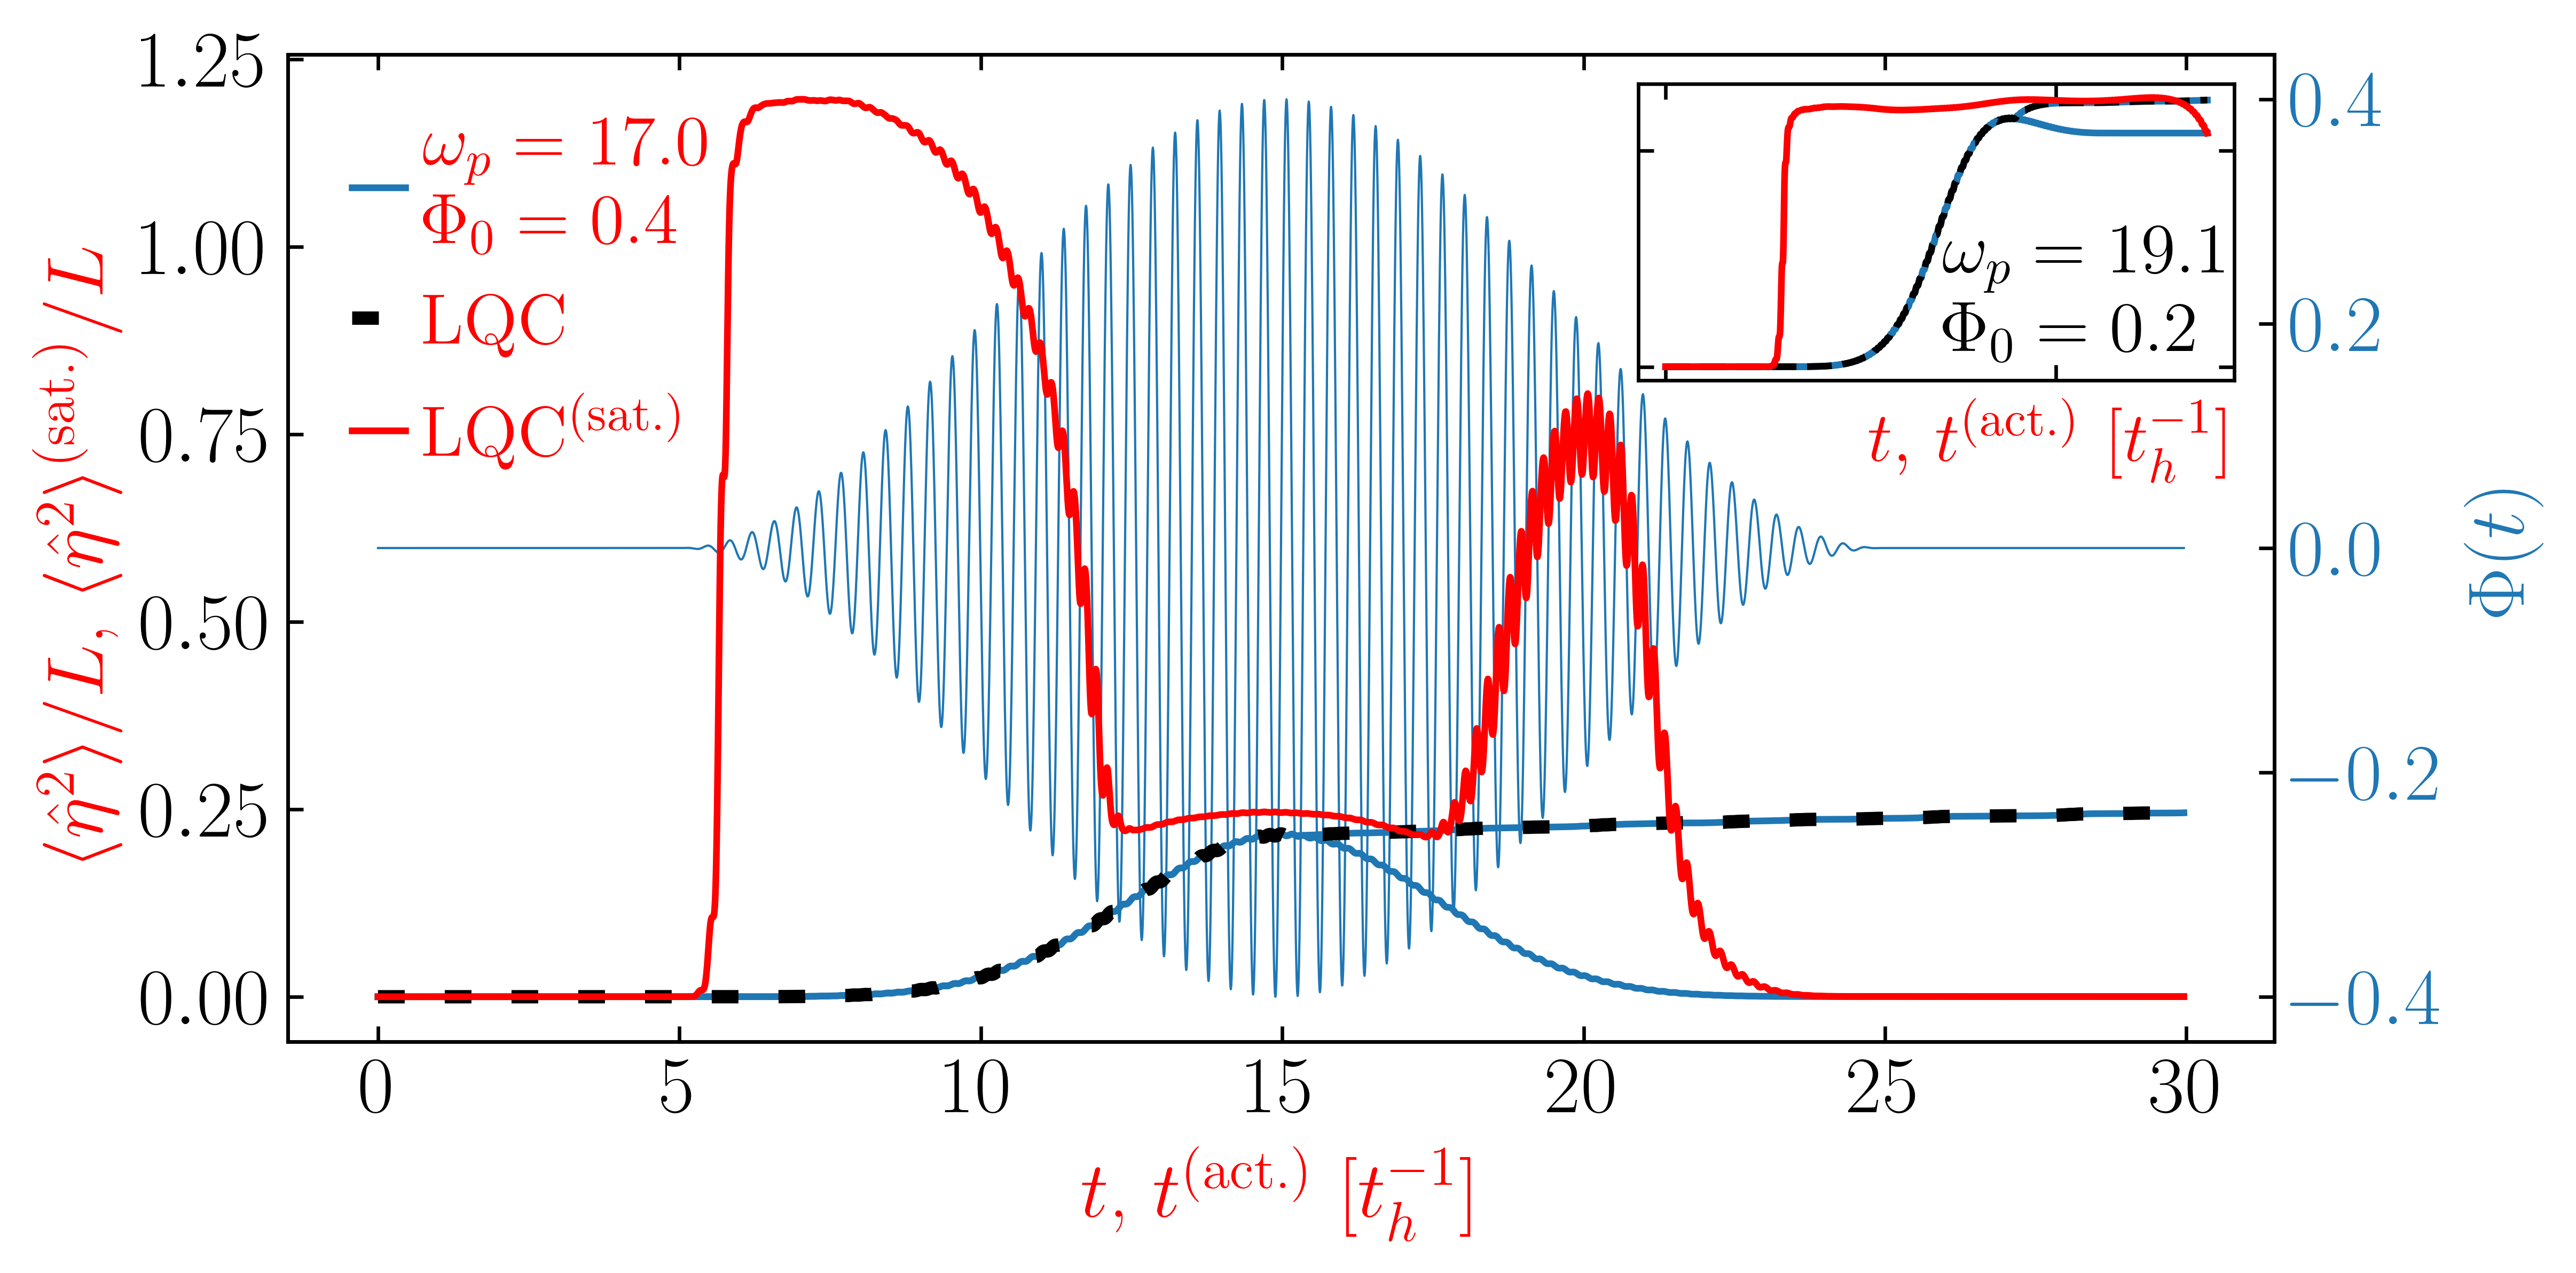 1.25
1.00
0.75
0.50
0.25
0.00
⟨η̂²⟩/L, ⟨η̂²⟩⁽ˢᵃᵗ·⁾/L
ω_p = 17.0
Φ₀ = 0.4
LQC
LQC^(sat.)
ω_p = 19.1
Φ₀ = 0.2
t, t^(act.) [t_h^−1]
0.4
0.2
0.0
−0.2
−0.4
Φ(t)
0 5 10 15 20 25 30
t, t^(act.) [t_h^−1]